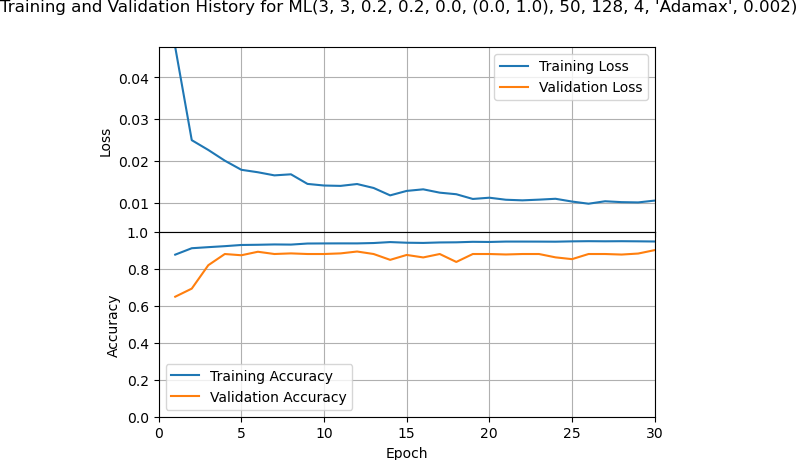 Training and Validation History for ML(3, 3, 0.2, 0.2, 0.0, (0.0, 1.0), 50, 128, 4, 'Adamax', 0.002)
Training Loss
Validation Loss
0.04
0.03
0.02
0.01
Loss
1.0
0.8
0.6
0.4
0.2
0.0
Accuracy
Training Accuracy
Validation Accuracy
0 5 10 15 20 25 30
Epoch